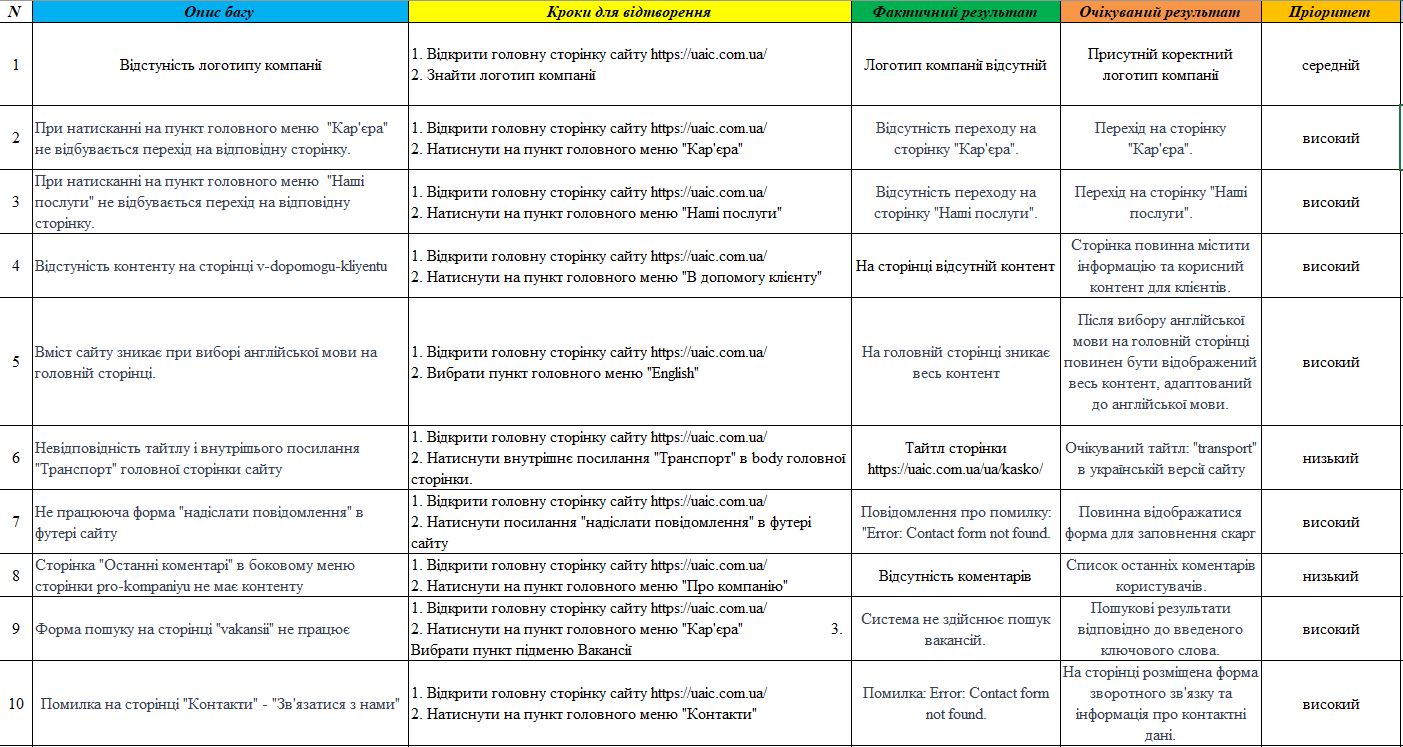 N Опис багу Кроки для відтворення Фактичний результат Очікуваний результат Пріоритет
1
Відстуність логотипу компанії
1. Відкрити головну сторінку сайту https://uaic.com.ua/
2. Знайти логотип компанії
Логотип компанії відсутній
Присутній коректний
логотип компанії
середній
2
При натисканні на пункт головного меню "Кар'єра"
не відбувається перехід на відповідну сторінку.
1. Відкрити головну сторінку сайту https://uaic.com.ua/
2. Натиснути на пункт головного меню "Кар'єра"
Відсутність переходу на
сторінку "Кар'єра".
Перехід на сторінку
"Кар'єра".
високий
3
При натисканні на пункт головного меню "Наші
послуги" не відбувається перехід на відповідну
сторінку.
1. Відкрити головну сторінку сайту https://uaic.com.ua/
2. Натиснути на пункт головного меню "Наші послуги"
Відсутність переходу на
сторінку "Наші послуги".
Перехід на сторінку "Наші
послуги".
високий
4
Відстуність контенту на сторінці v-dopomogu-kliyentu
1. Відкрити головну сторінку сайту https://uaic.com.ua/
2. Натиснути на пункт головного меню "В допомогу клієнту"
На сторінці відсутній контент
Сторінка повинна містити
інформацію та корисний
контент для клієнтів.
високий
5
Вміст сайту зникає при виборі англійської мови на
головній сторінці.
1. Відкрити головну сторінку сайту https://uaic.com.ua/
2. Вибрати пункт головного меню "English"
На головній сторінці зникає
весь контент
Після вибору англійської
мови на головній сторінці
повинен бути відображений
весь контент, адаптований
до англійської мови.
високий
6
Невідповідність тайтлу і внутрішього посилання
"Транспорт" головної сторінки сайту
1. Відкрити головну сторінку сайту https://uaic.com.ua/
2. Натиснути внутрішнє посилання "Транспорт" в body головної
сторінки.
Тайтл сторінки
https://uaic.com.ua/ua/kasko/
Очікуваний тайтл: "transport"
в українській версії сайту
низький
7
Не працююча форма "надіслати повідомлення" в
футері сайту
1. Відкрити головну сторінку сайту https://uaic.com.ua/
2. Натиснути посилання "надіслати повідомлення" в футері
сайту
Повідомлення про помилку:
"Error: Contact form not found.
Повинна відображатися
форма для заповнення скарг
високий
8
Сторінка "Останні коментарі" в боковому меню
сторінки pro-kompaniyu не має контенту
1. Відкрити головну сторінку сайту https://uaic.com.ua/
2. Натиснути на пункт головного меню "Про компанію"
Відсутність коментарів
Список останніх коментарів
користувачів.
низький
9
Форма пошуку на сторінці "vakansii" не працює
1. Відкрити головну сторінку сайту https://uaic.com.ua/
2. Натиснути на пункт головного меню "Кар'єра" 3.
Вибрати пункт підменю Вакансії
Система не здійснює пошук
вакансій.
Пошукові результати
відповідно до введеного
ключового слова.
високий
10
Помилка на сторінці "Контакти" - "Зв'язатися з нами"
1. Відкрити головну сторінку сайту https://uaic.com.ua/
2. Натиснути на пункт головного меню "Контакти"
Помилка: Error: Contact form
not found.
На сторінці розміщена форма
зворотного зв'язку та
інформація про контактні
дані.
високий